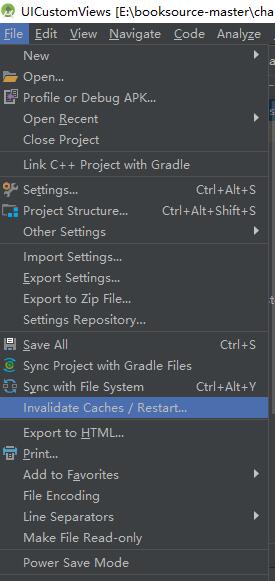 UICustomViews [E:\booksource-master\cha
File Edit View Navigate Code Analyze
New
Open...
Profile or Debug APK...
Open Recent
Close Project
Link C++ Project with Gradle
Settings... Ctrl+Alt+S
Project Structure... Ctrl+Alt+Shift+S
Other Settings
Import Settings...
Export Settings...
Export to Zip File...
Settings Repository...
Save All Ctrl+S
Sync Project with Gradle Files
Sync with File System Ctrl+Alt+Y
Invalidate Caches / Restart...
Export to HTML...
Print...
Add to Favorites
File Encoding
Line Separators
Make File Read-only
Power Save Mode